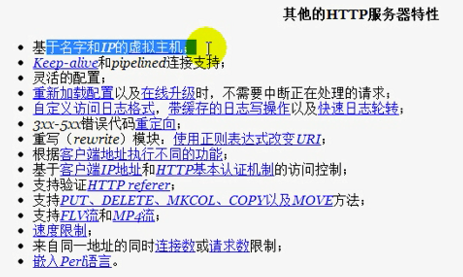 其他的HTTP服务器特性
基于名字和IP的虚拟主机；
Keep-alive和pipelined连接支持；
灵活的配置；
重新加载配置以及在线升级时，不需要中断正在处理的请求；
自定义访问日志格式，带缓存的日志写操作以及快速日志轮转；
3xx-5xx错误代码重定向；
重写（rewrite）模块：使用正则表达式改变URI；
根据客户端地址执行不同的功能；
基于客户端IP地址和HTTP基本认证机制的访问控制；
支持验证HTTP referer；
支持PUT、DELETE、MKCOL、COPY以及MOVE方法；
支持FLV流和MP4流；
速度限制；
来自同一地址的同时连接数或请求数限制；
嵌入Perl语言。